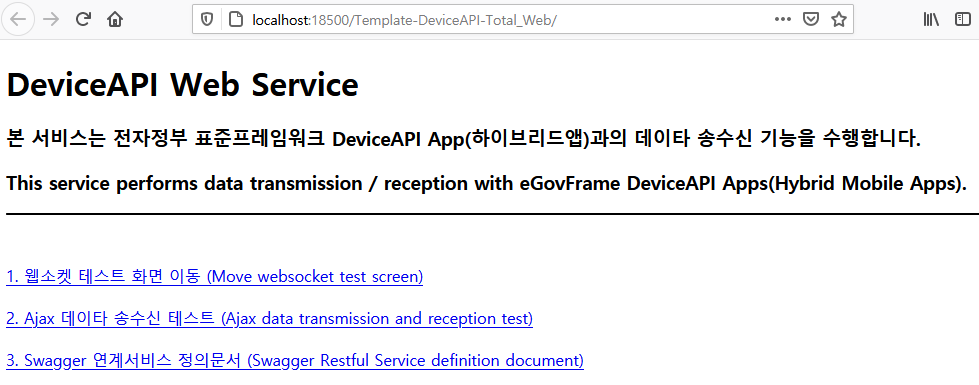 localhost:18500/Template-DeviceAPI-Total_Web/
DeviceAPI Web Service
본 서비스는 전자정부 표준프레임워크 DeviceAPI App(하이브리드앱)과의 데이타 송수신 기능을 수행합니다.
This service performs data transmission / reception with eGovFrame DeviceAPI Apps(Hybrid Mobile Apps).
1. 웹소켓 테스트 화면 이동 (Move websocket test screen)
2. Ajax 데이타 송수신 테스트 (Ajax data transmission and reception test)
3. Swagger 연계서비스 정의문서 (Swagger Restful Service definition document)